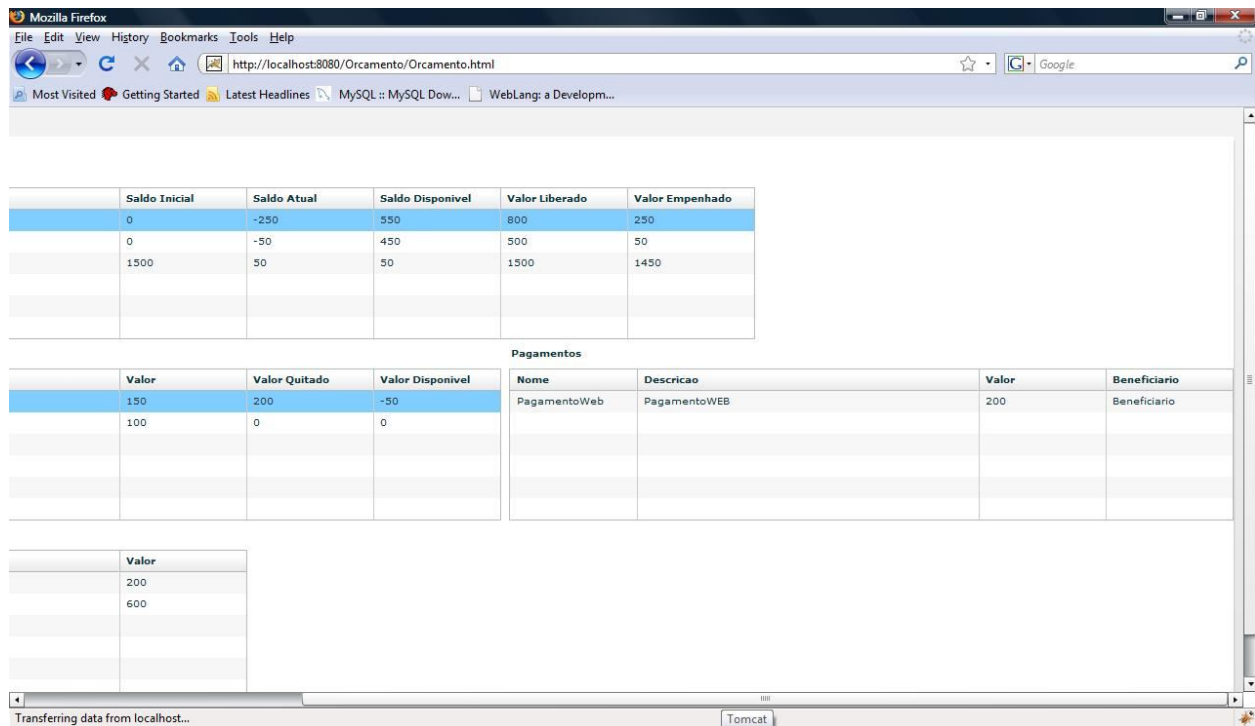 Mozilla Firefox
File Edit View History Bookmarks Tools Help
http://localhost:8080/Orcamento/Orcamento.html
G Google
Most Visited Getting Started Latest Headlines MySQL :: MySQL Dow... WebLang: a Developm...
Saldo Inicial Saldo Atual Saldo Disponivel Valor Liberado Valor Empenhado
0 -250 550 800 250
0 -50 450 500 50
1500 50 50 1500 1450
Pagamentos
Valor Valor Quitado Valor Disponivel Nome Descricao Valor Beneficiario
150 200 -50 PagamentoWeb PagamentoWEB 200 Beneficiario
100 0 0
Valor
200
600
Transferring data from localhost... Tomcat